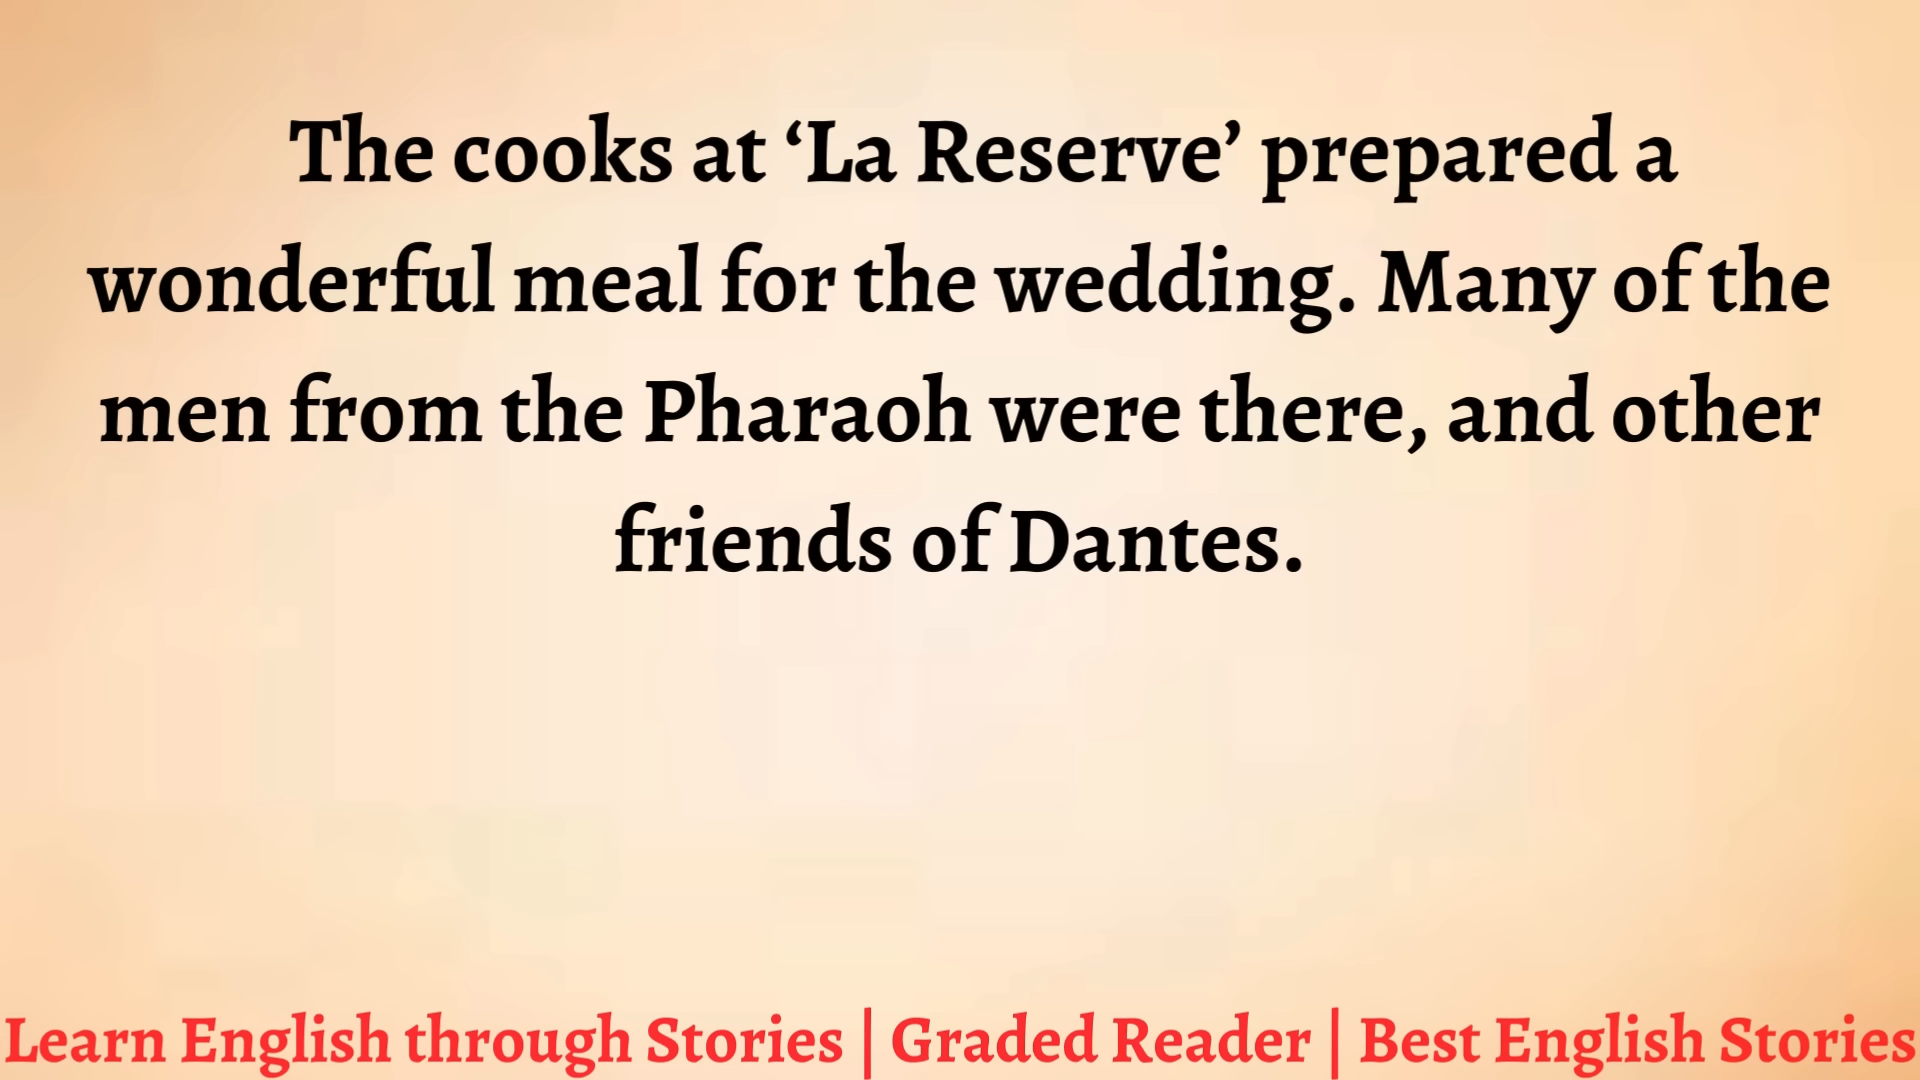 The cooks at ‘La Reserve’ prepared a
wonderful meal for the wedding. Many of the
men from the Pharaoh were there, and other
friends of Dantes.
Learn English through Stories | Graded Reader | Best English Stories